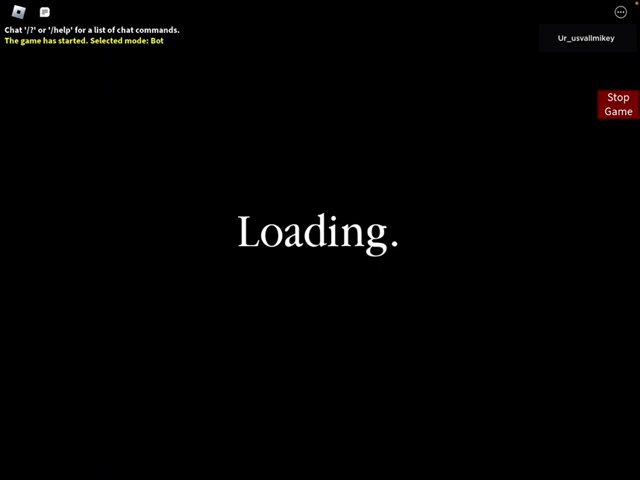 Chat '/?' or '/help' for a list of chat commands.
The game has started. Selected mode: Bot
Ur_usvallmikey
Stop
Game
Loading.